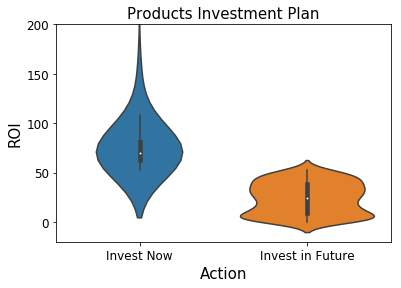 Products Investment Plan
200
150
100
50
0
ROI
Invest Now
Invest in Future
Action